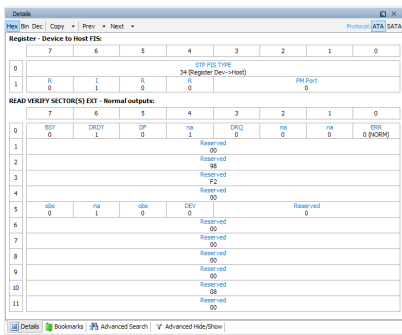 Details
Hex Bin Dec Copy Prev Next Protocol: ATA SATA
Register - Device to Host FIS:
7 6 5 4 3 2 1 0
0 STP FIS TYPE
34 (Register Dev->Host)
1 R I R R PM Port
0 1 0 0 0
READ VERIFY SECTOR(S) EXT - Normal outputs:
7 6 5 4 3 2 1 0
0 BSY DRDY DF na DRQ na na ERR
0 1 0 1 0 0 0 0 (NORM)
1 Reserved
00
2 Reserved
98
3 Reserved
F2
4 Reserved
00
5 obs na obs DEV Reserved
0 1 0 0 0
6 Reserved
00
7 Reserved
00
8 Reserved
00
9 Reserved
00
10 Reserved
08
11 Reserved
00
Details Bookmarks Advanced Search Advanced Hide/Show